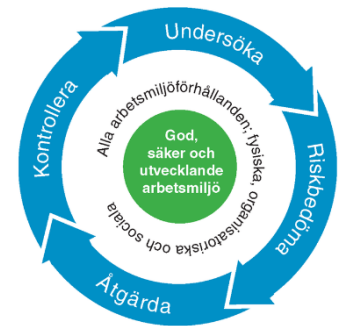 Undersöka
Riskbedöma
Åtgärda
Kontrollera
Alla arbetsmiljöförhållanden; fysiska, organisatoriska och sociala
God,
säker och
utvecklande
arbetsmiljö